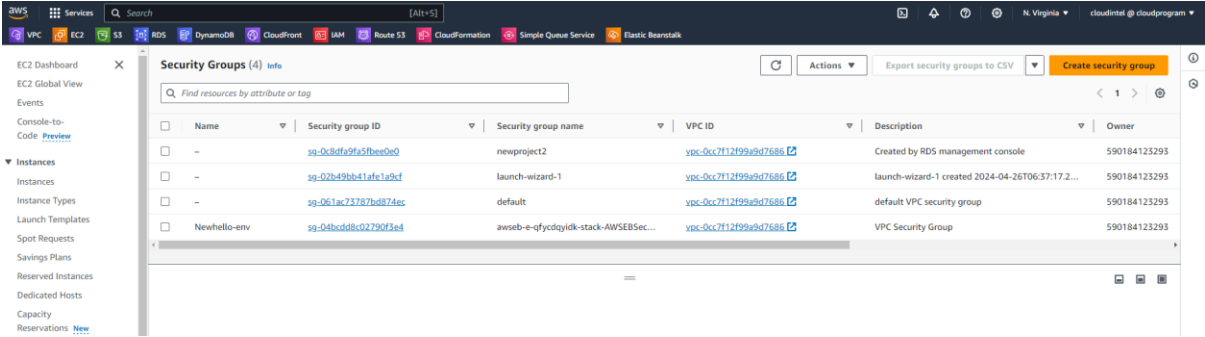 aws Services Search [Alt+S] N. Virginia ▼ cloudintel @ cloudprogram ▼
VPC EC2 S3 RDS DynamoDB CloudFront IAM Route 53 CloudFormation Simple Queue Service Elastic Beanstalk
EC2 Dashboard
EC2 Global View
Events
Console-to-
Code Preview
▼ Instances
Instances
Instance Types
Launch Templates
Spot Requests
Savings Plans
Reserved Instances
Dedicated Hosts
Capacity
Reservations New
Security Groups (4) Info Actions ▼ Export security groups to CSV ▼ Create security group
Find resources by attribute or tag 1
Name Security group ID Security group name VPC ID Description Owner
– sg-0c8dfa9fa5fbee0e0 newproject2 vpc-0cc7f12f99a9d7686 Created by RDS management console 590184123293
– sg-02b49bb41afe1a9cf launch-wizard-1 vpc-0cc7f12f99a9d7686 launch-wizard-1 created 2024-04-26T06:37:17.2... 590184123293
– sg-061ac73787bd874ec default vpc-0cc7f12f99a9d7686 default VPC security group 590184123293
Newhello-env sg-04bcdd8c02790f3e4 awseb-e-qfycdqyidk-stack-AWSEBSec... vpc-0cc7f12f99a9d7686 VPC Security Group 590184123293